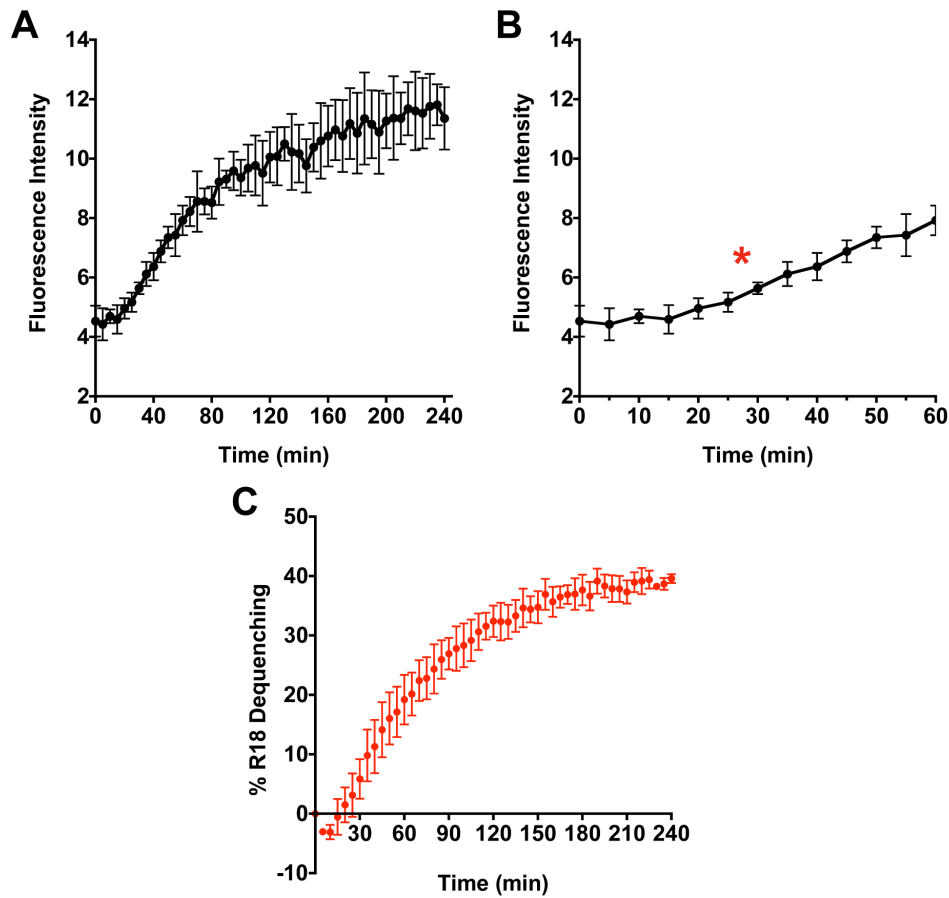 A
B
14
12
10
8
6
4
2
Fluorescence Intensity
0 40 80 120 160 200 240
Time (min)
14
12
10
8
6
4
2
Fluorescence Intensity
*
0 10 20 30 40 50 60
Time (min)
C
50
40
30
20
10
0
-10
% R18 Dequenching
30 60 90 120 150 180 210 240
Time (min)